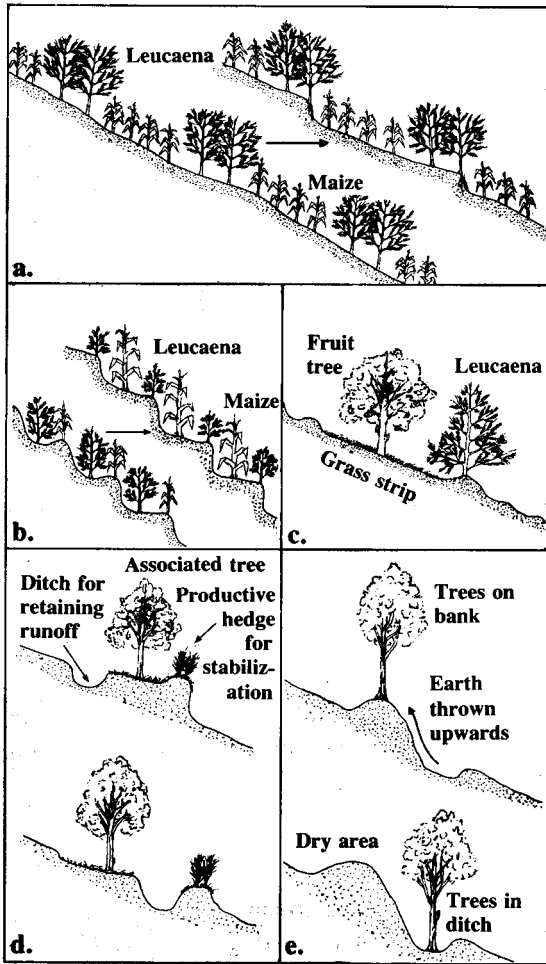 Leucaena
Maize
a.
Leucaena
Maize
b.
Fruit
tree
Leucaena
Grass strip
c.
Associated tree
Ditch for
retaining
runoff
Productive
hedge
for
stabiliz-
ation
d.
Trees on
bank
Earth
thrown
upwards
Dry area
Trees in
ditch
e.